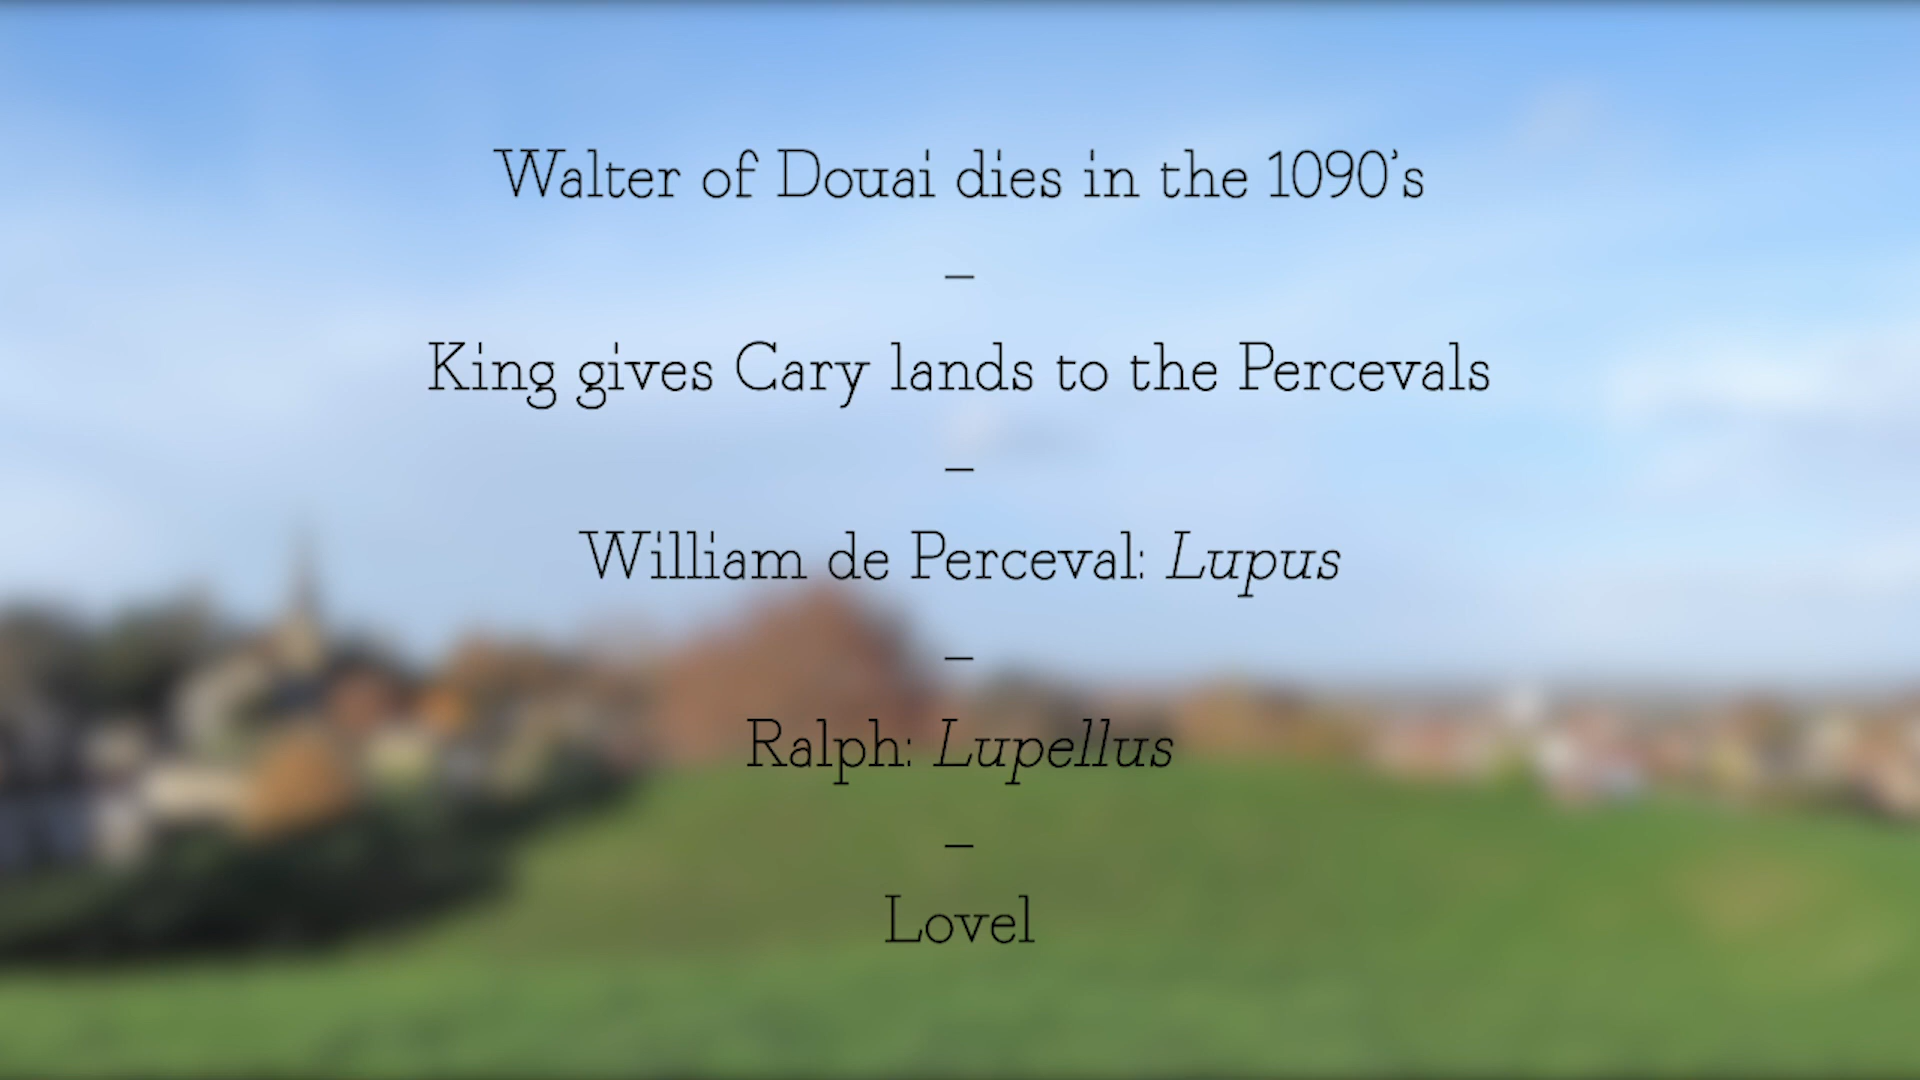 Walter of Douai dies in the 1090's
–
King gives Cary lands to the Percevals
–
William de Perceval: Lupus
–
Ralph: Lupellus
–
Lovel